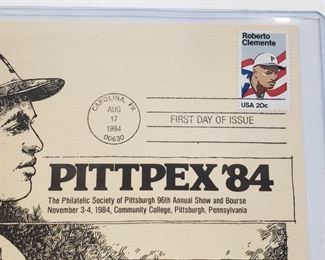 Roberto
Clemente
USA 20c
CAROLINA, PR
AUG
17
1984
00630
FIRST DAY OF ISSUE
PITTPEX '84
The Philatelic Society of Pittsburgh 96th Annual Show and Bourse
November 3-4, 1984, Community College, Pittsburgh, Pennsylvania